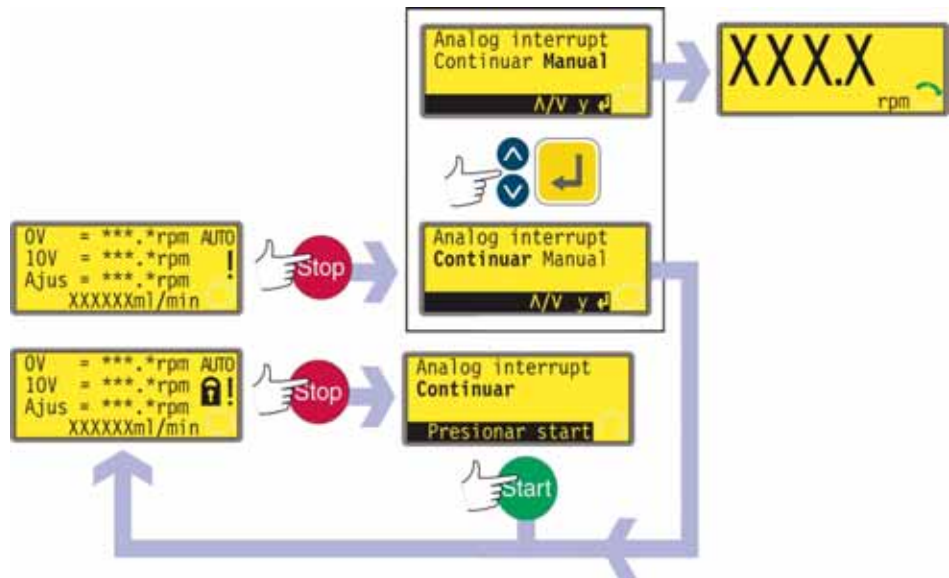 Analog interrupt
Continuar Manual
Λ/V y ↲
XXX.X
rpm
0V = ***.*rpm AUTO
10V = ***.*rpm !
Ajus = ***.*rpm
XXXXXXml/min
Stop
Analog interrupt
Continuar Manual
Λ/V y ↲
0V = ***.*rpm AUTO
10V = ***.*rpm !
Ajus = ***.*rpm
XXXXXXml/min
Stop
Analog interrupt
Continuar
Presionar start
Start